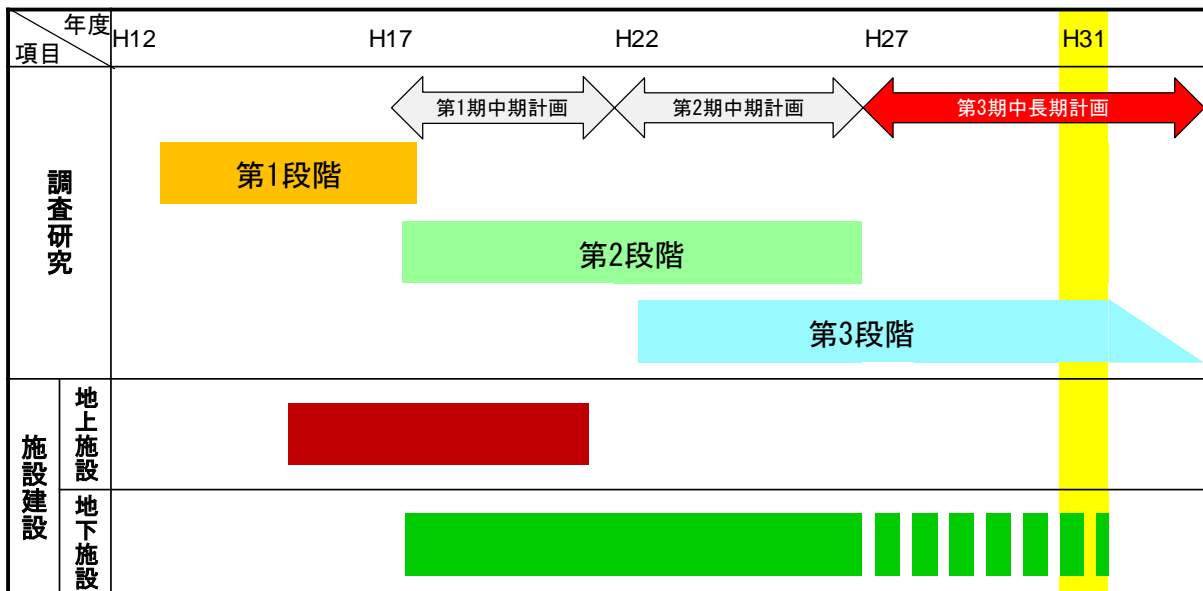 年度
項目
H12 H17 H22 H27 H31
第1期中期計画 第2期中期計画 第3期中長期計画
調査研究
第1段階
第2段階
第3段階
施設建設
地上施設
地下施設